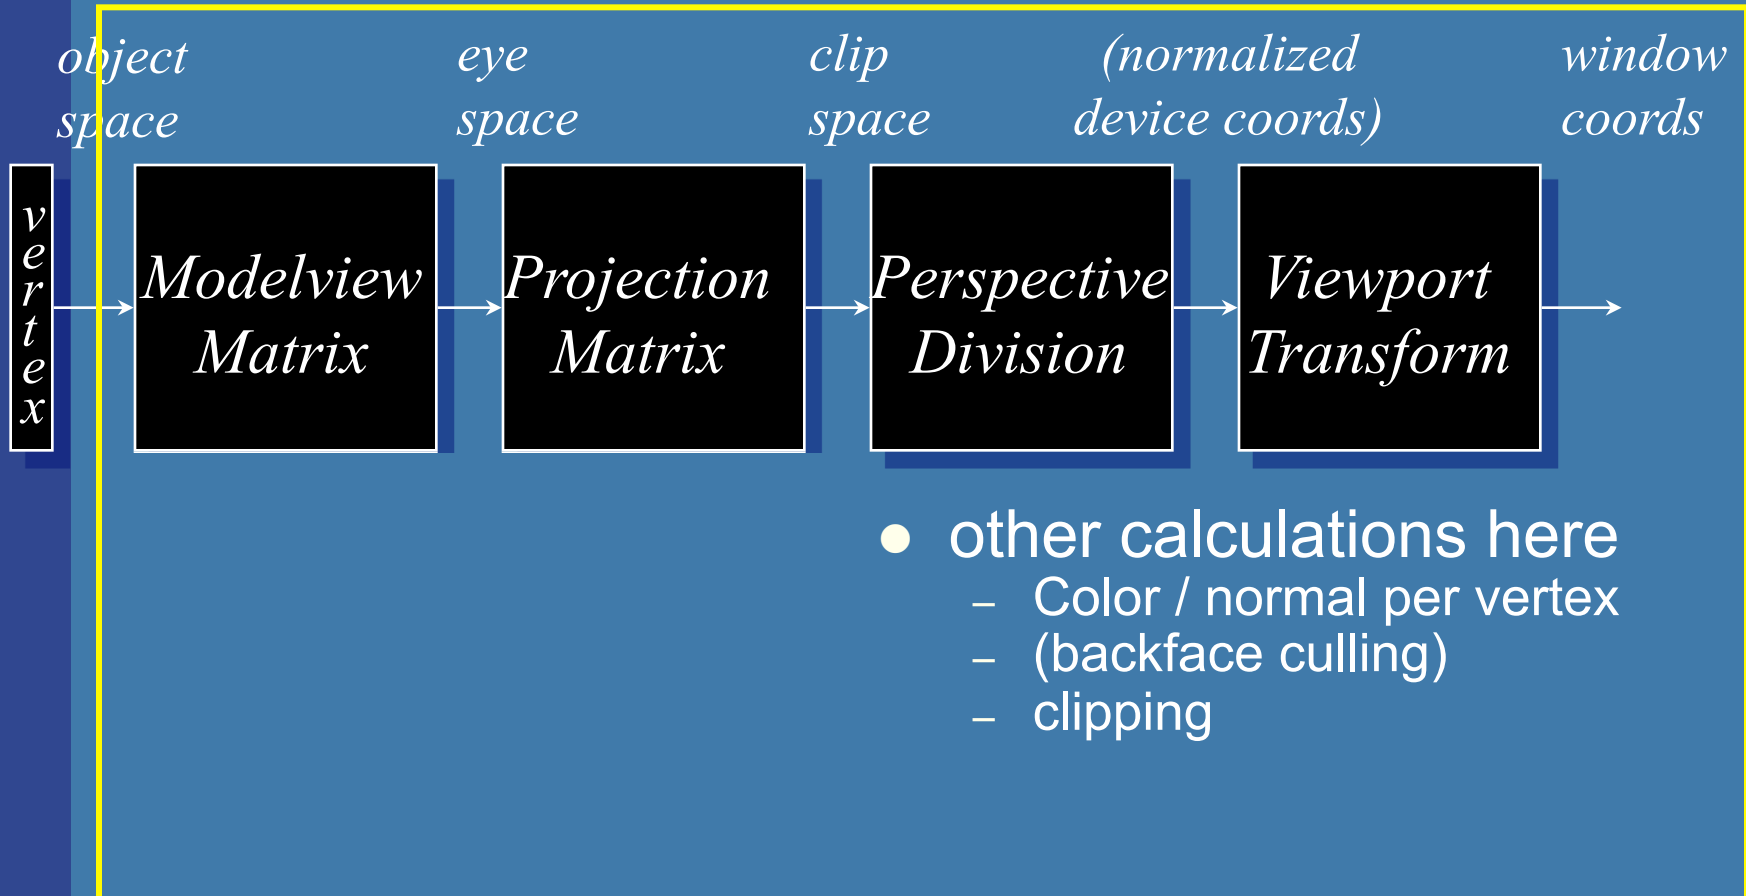 object
space
eye
space
clip
space
(normalized
device coords)
window
coords
vertex
Modelview
Matrix
Projection
Matrix
Perspective
Division
Viewport
Transform
● other calculations here
– Color / normal per vertex
– (backface culling)
– clipping